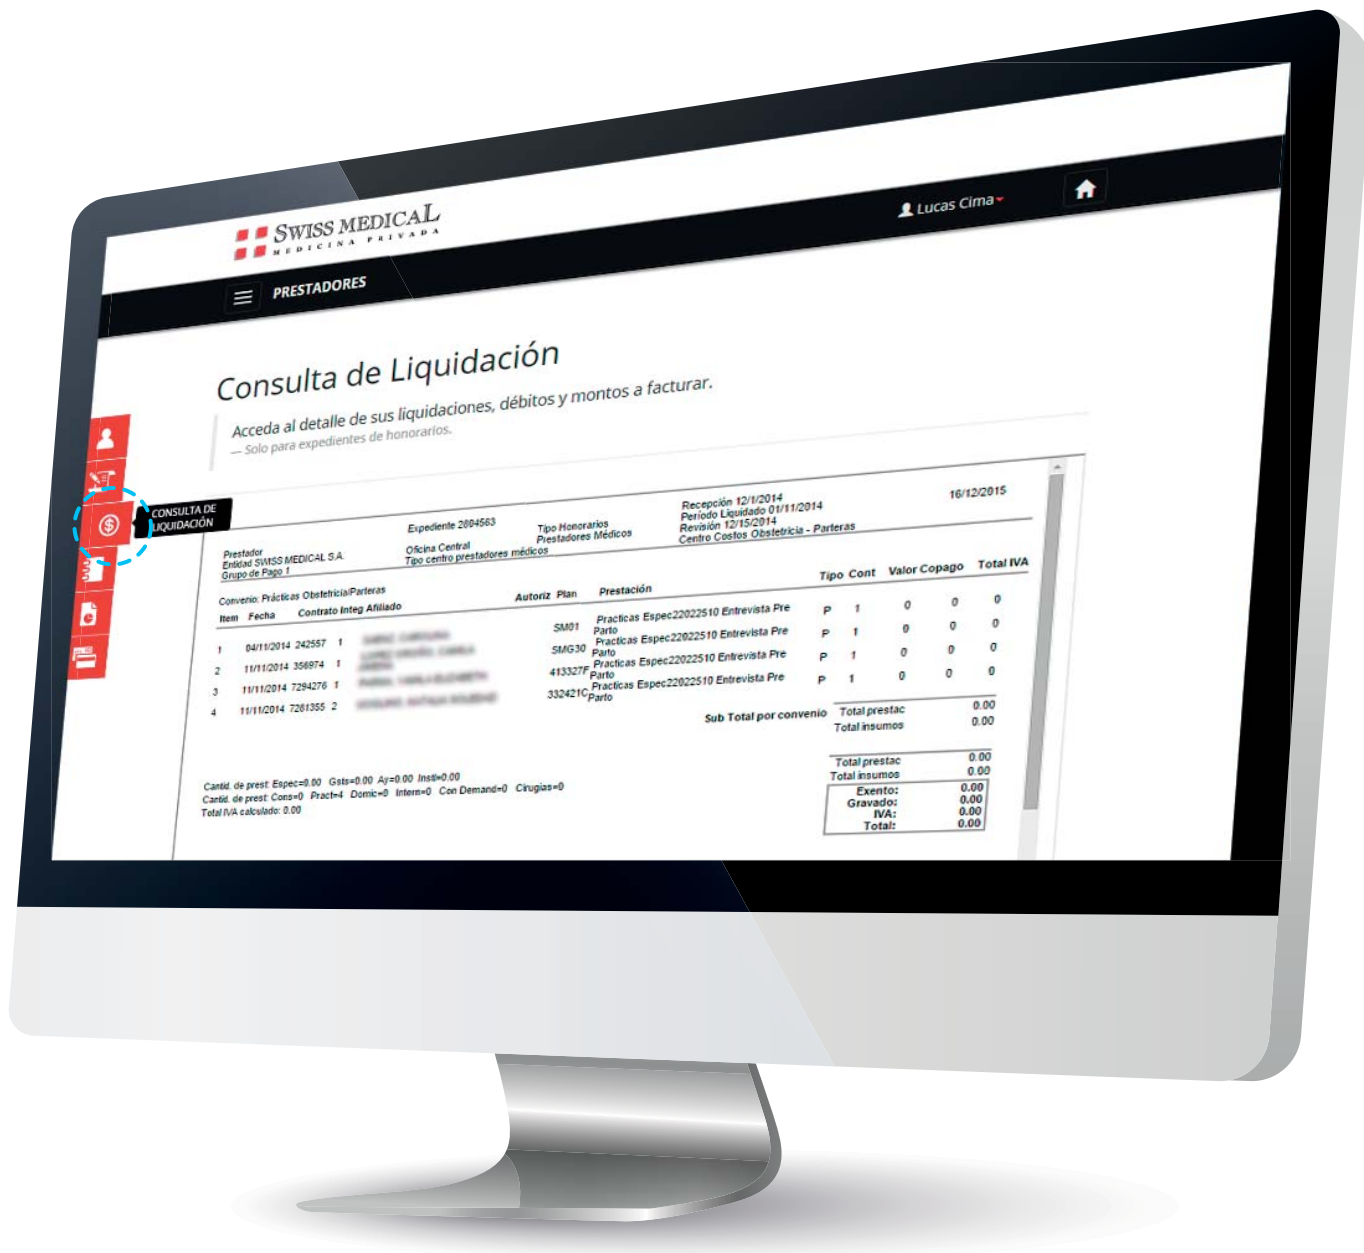 SWISS MEDICAL
MEDICINA PRIVADA
Lucas Cima
PRESTADORES
Consulta de Liquidación
Acceda al detalle de sus liquidaciones, débitos y montos a facturar.
— Solo para expedientes de honorarios.
CONSULTA DE
LIQUIDACIÓN
Prestador
Entidad SWISS MEDICAL S.A.
Grupo de Pago 1
Expediente 2804563
Oficina Central
Tipo centro prestadores médicos
Tipo Honorarios
Prestadores Médicos
Recepción 12/1/2014
Período Liquidado 01/11/2014
Revisión 12/15/2014
Centro Costos Obstetricia - Parteras
16/12/2015
Convenio: Prácticas Obstetricia/Parteras
Item Fecha Contrato Integ Afiliado Autoriz Plan Prestación Tipo Cont Valor Copago Total IVA
1 04/11/2014 242557 1 SM01 Practicas Espec22022510 Entrevista Pre Parto P 1 0 0 0
2 11/11/2014 356974 1 SMG30 Practicas Espec22022510 Entrevista Pre Parto P 1 0 0 0
3 11/11/2014 7294276 1 413327F Practicas Espec22022510 Entrevista Pre Parto P 1 0 0 0
4 11/11/2014 7261355 2 332421C Practicas Espec22022510 Entrevista Pre Parto P 1 0 0 0
Sub Total por convenio Total prestac 0.00
Total insumos 0.00
Total prestac 0.00
Total insumos 0.00
Exento: 0.00
Gravado: 0.00
IVA: 0.00
Total: 0.00
Cantid. de prest: Espec=0.00 Gsts=0.00 Ay=0.00 Insti=0.00
Cantid. de prest: Cons=0 Pract=4 Domic=0 Intern=0 Con Demand=0 Cirugias=0
Total IVA calculado: 0.00